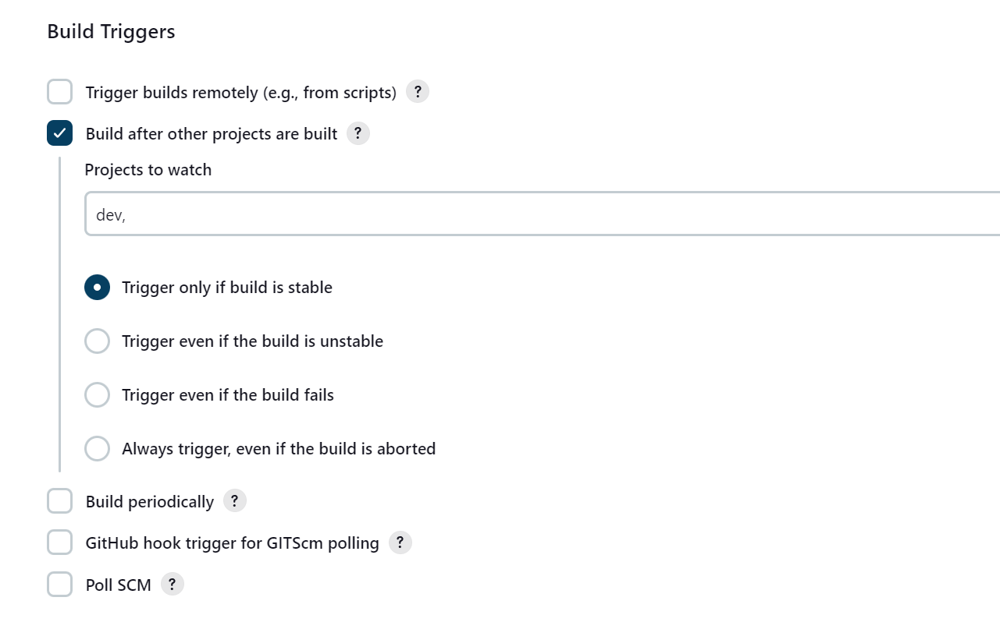 Build Triggers
Trigger builds remotely (e.g., from scripts) ?
Build after other projects are built ?
Projects to watch
dev,
Trigger only if build is stable
Trigger even if the build is unstable
Trigger even if the build fails
Always trigger, even if the build is aborted
Build periodically ?
GitHub hook trigger for GITScm polling ?
Poll SCM ?